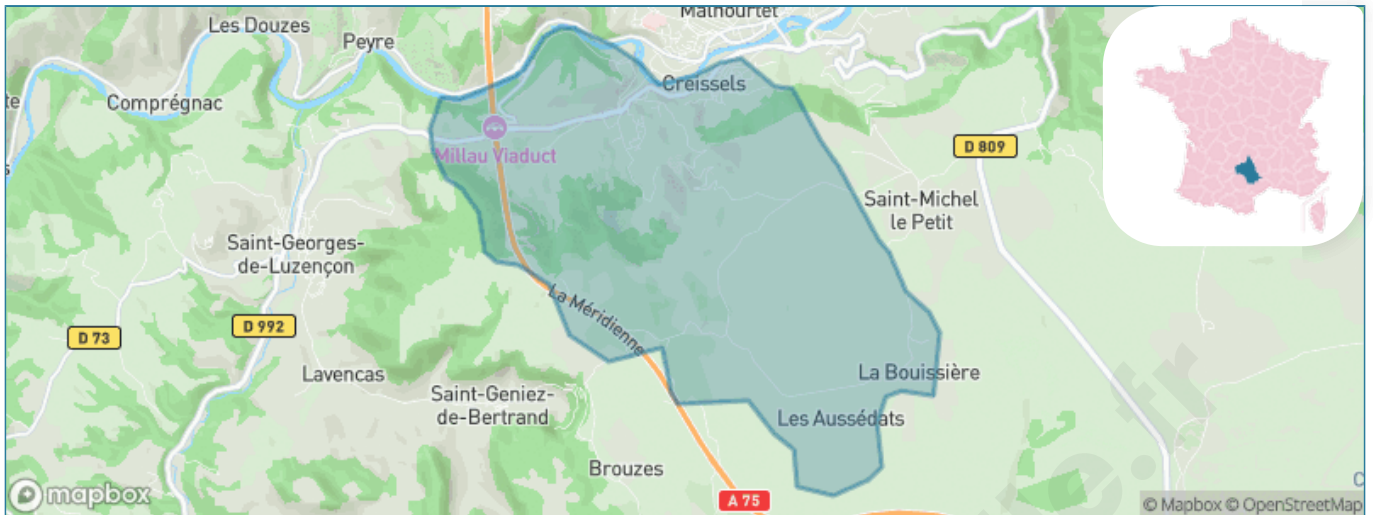 Malhourtet
Les Douzes
Peyre
Creissels
Comprégnac
Millau Viaduct
D 809
Saint-Michel
le Petit
Saint-Georges-
de-Luzençon
La Méridienne
D 992
D 73
Lavencas
La Bouissière
Saint-Geniez-
de-Bertrand
Les Aussédats
Brouzes
A 75
mapbox
© Mapbox © OpenStreetMap